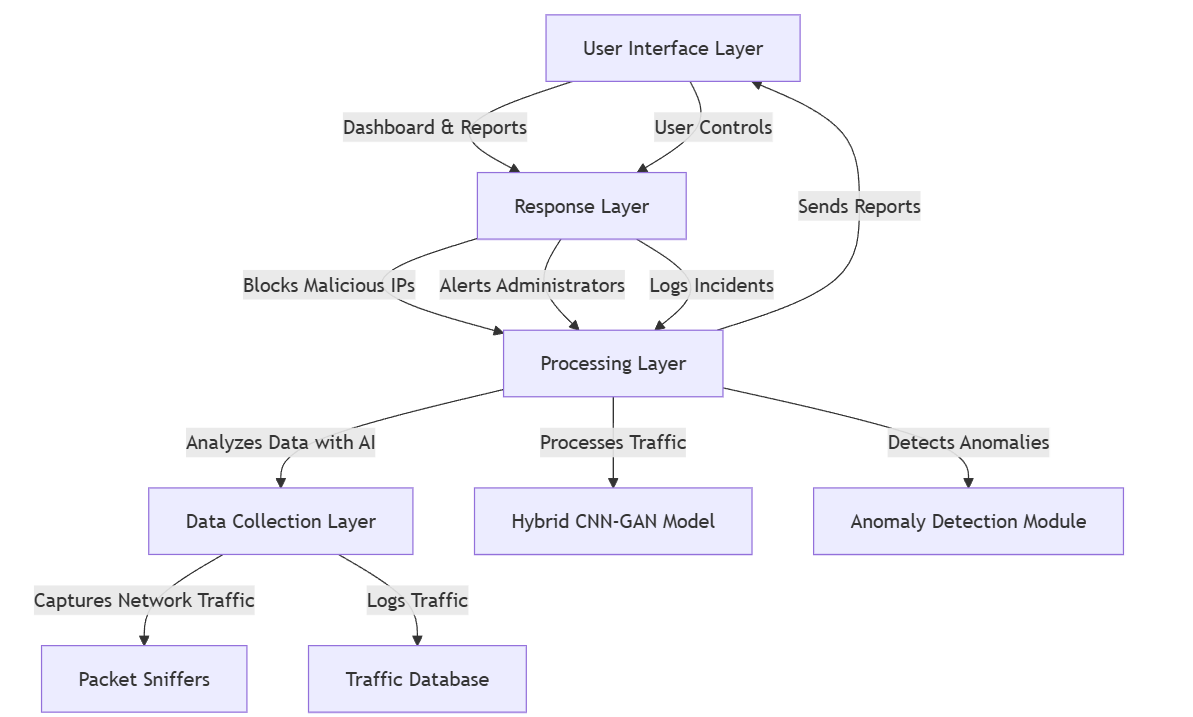 User Interface Layer
Dashboard & Reports
User Controls
Response Layer
Sends Reports
Blocks Malicious IPs
Alerts Administrators
Logs Incidents
Processing Layer
Analyzes Data with AI
Processes Traffic
Detects Anomalies
Data Collection Layer
Hybrid CNN-GAN Model
Anomaly Detection Module
Captures Network Traffic
Logs Traffic
Packet Sniffers
Traffic Database